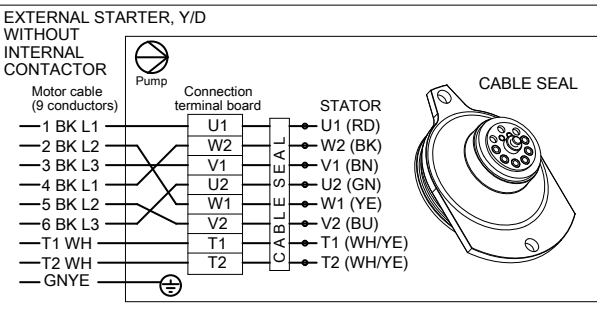 EXTERNAL STARTER, Y/D
WITHOUT
INTERNAL
CONTACTOR
Pump
Motor cable
(9 conductors)
Connection
terminal board
STATOR
CABLE SEAL
1 BK L1
U1
U1 (RD)
2 BK L2
W2
W2 (BK)
3 BK L3
V1
V1 (BN)
4 BK L1
U2
U2 (GN)
5 BK L2
W1
W1 (YE)
6 BK L3
V2
V2 (BU)
T1 WH
T1
T1 (WH/YE)
T2 WH
T2
T2 (WH/YE)
GNYE
CABLE SEAL